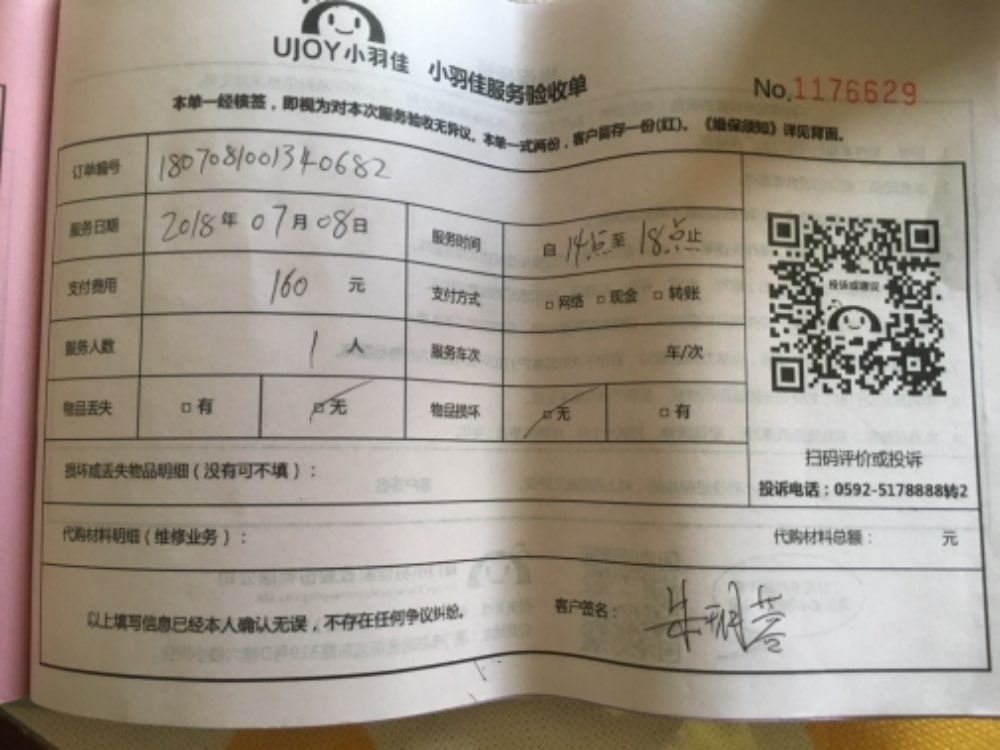 UJOY小羽佳 小羽佳服务验收单
No.1176629
本单一经核签，即视为对本次服务验收无异议。本单一式两份，客户留存一份(红)。《维保须知》详见背面。
订单编号 1807081001340682
服务日期 2018年07月08日 服务时间 自14点至18点止
支付费用 160 元 支付方式 □网络 □现金 □转账
服务人数 1 人 服务车次 车/次
物品丢失 □有 □无 物品损坏 □无 □有
投诉或建议
扫码评价或投诉
投诉电话：0592-5178888转2
损坏或丢失物品明细（没有可不填）：
代购材料明细（维修业务）： 代购材料总额： 元
以上填写信息已经本人确认无误，不存在任何争议纠纷。 客户签名：